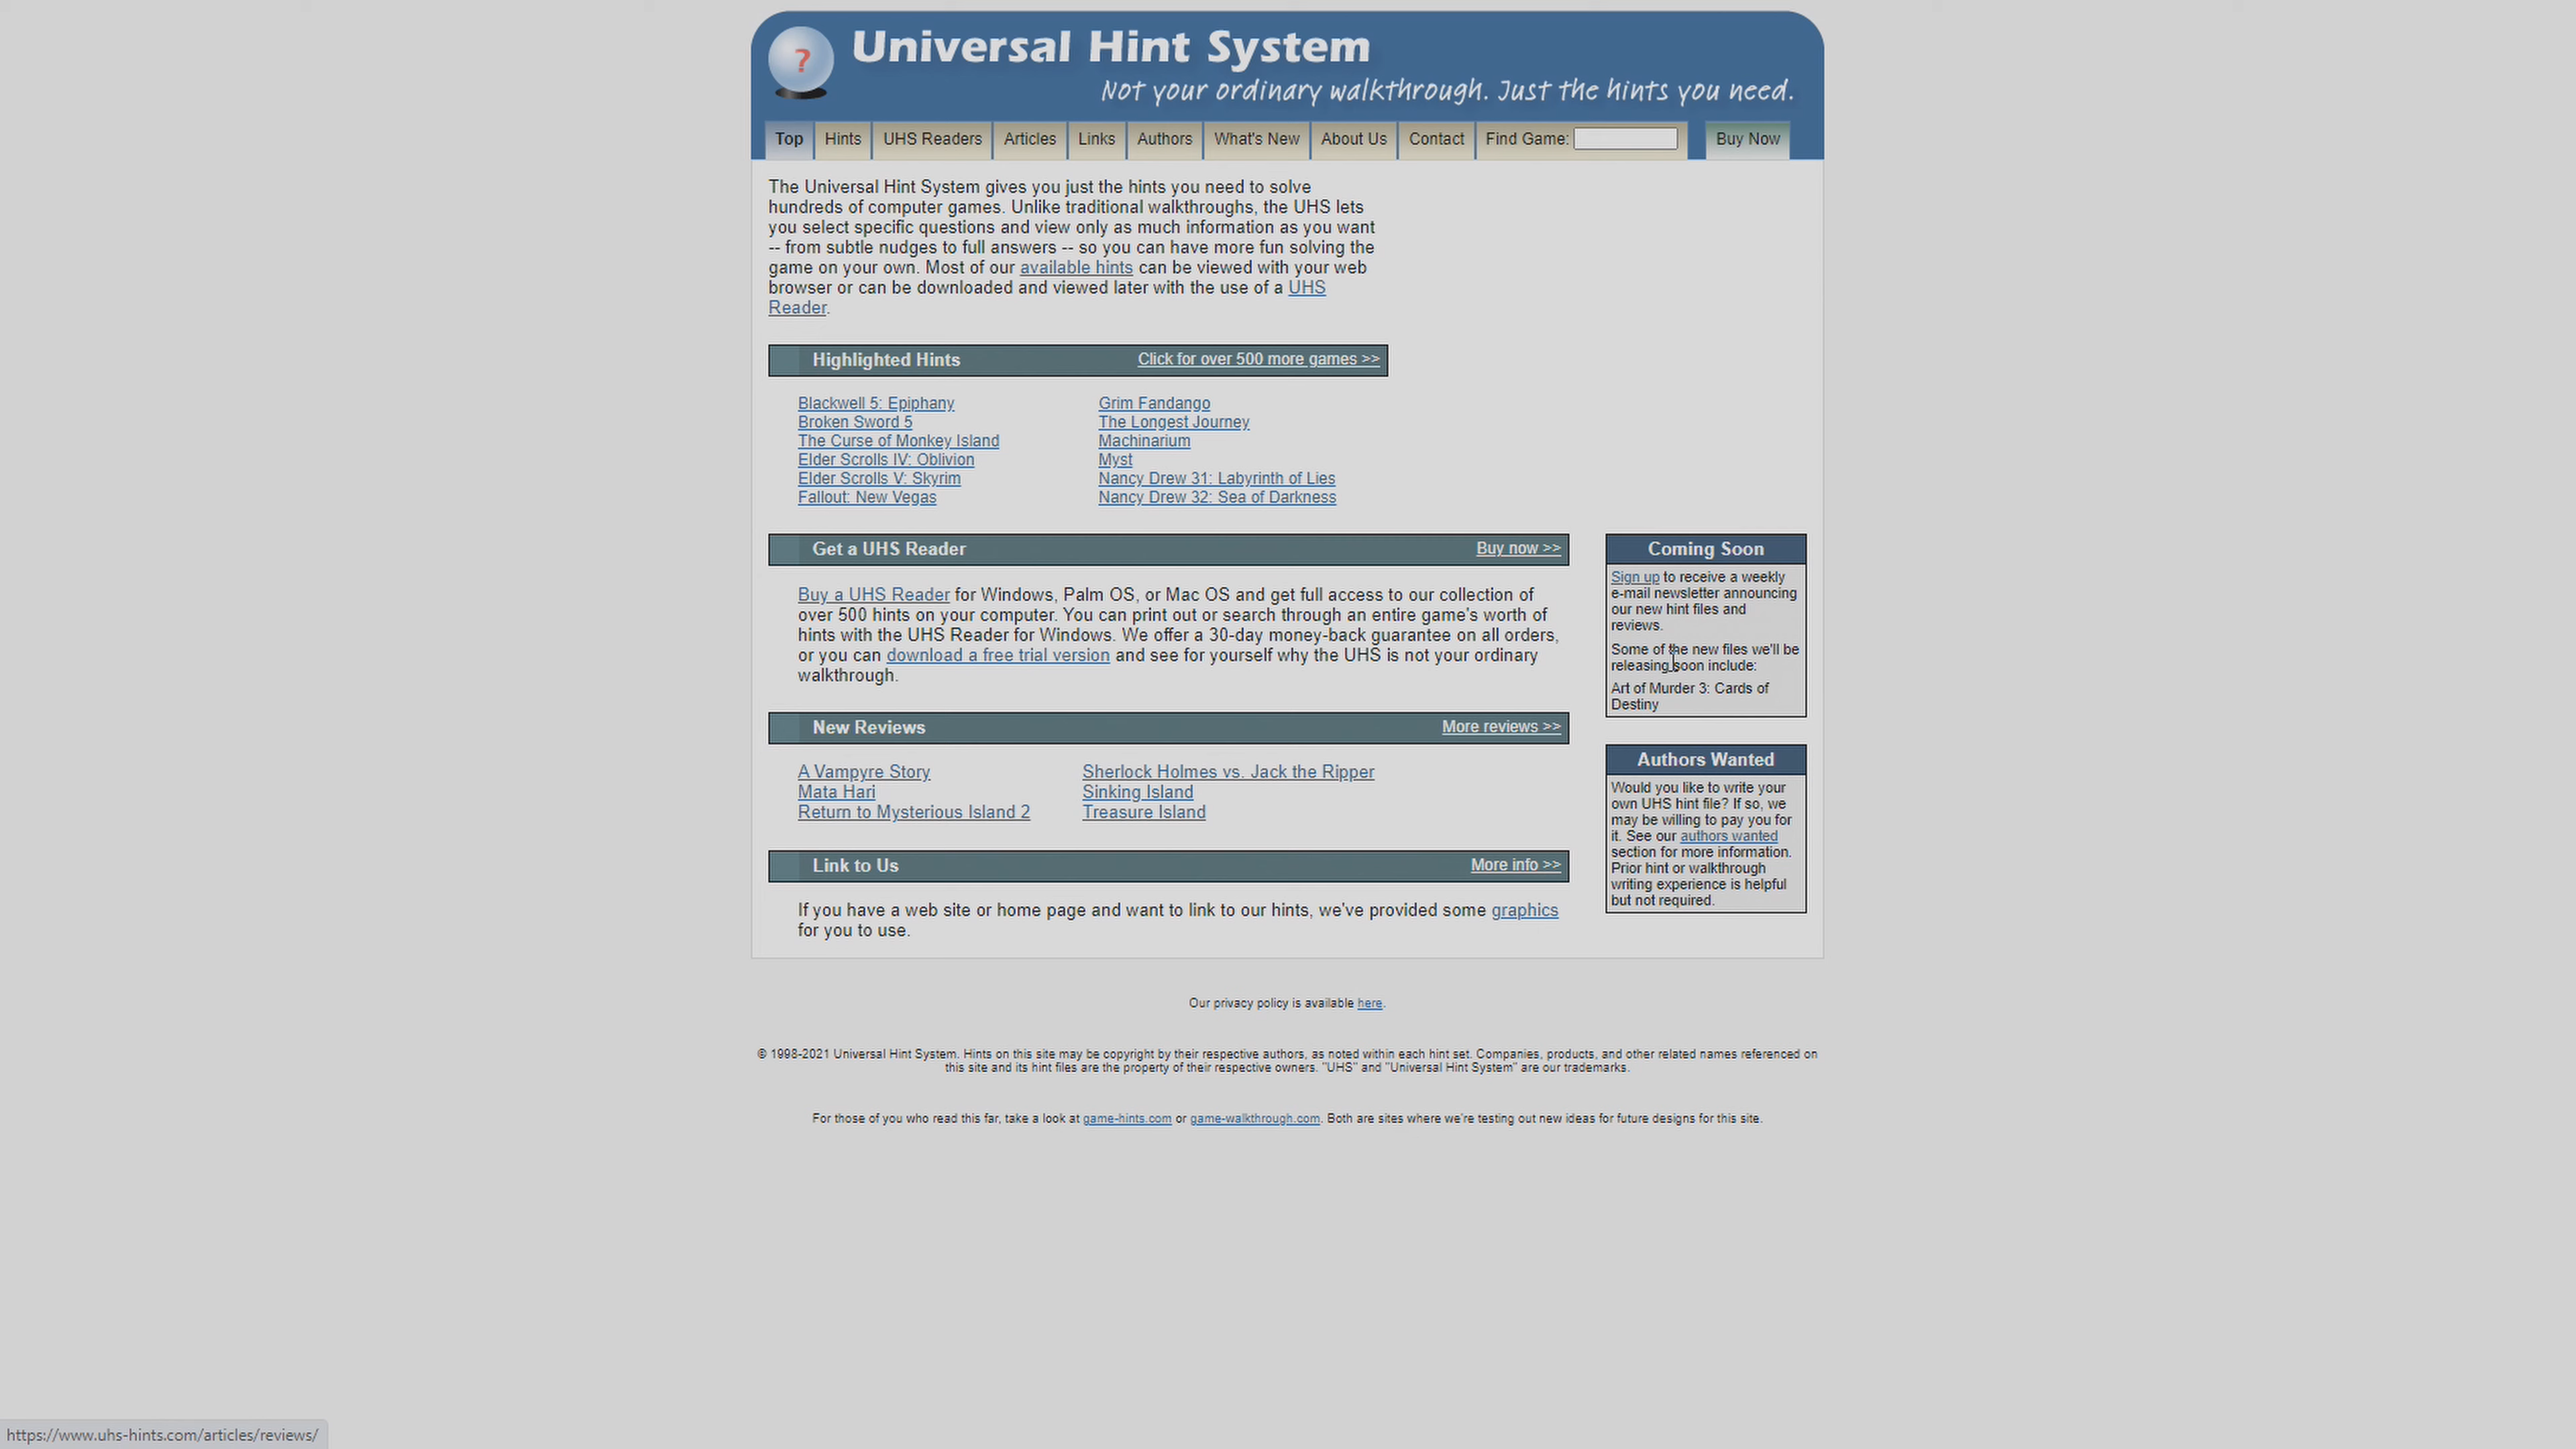 ?
Universal Hint System
Not your ordinary walkthrough. Just the hints you need.
Top Hints UHS Readers Articles Links Authors What's New About Us Contact Find Game: Buy Now
The Universal Hint System gives you just the hints you need to solve
hundreds of computer games. Unlike traditional walkthroughs, the UHS lets
you select specific questions and view only as much information as you want
-- from subtle nudges to full answers -- so you can have more fun solving the
game on your own. Most of our available hints can be viewed with your web
browser or can be downloaded and viewed later with the use of a UHS
Reader.
Highlighted Hints Click for over 500 more games >>
Blackwell 5: Epiphany
Broken Sword 5
The Curse of Monkey Island
Elder Scrolls IV: Oblivion
Elder Scrolls V: Skyrim
Fallout: New Vegas
Grim Fandango
The Longest Journey
Machinarium
Myst
Nancy Drew 31: Labyrinth of Lies
Nancy Drew 32: Sea of Darkness
Get a UHS Reader Buy now >>
Buy a UHS Reader for Windows, Palm OS, or Mac OS and get full access to our collection of
over 500 hints on your computer. You can print out or search through an entire game's worth of
hints with the UHS Reader for Windows. We offer a 30-day money-back guarantee on all orders,
or you can download a free trial version and see for yourself why the UHS is not your ordinary
walkthrough.
New Reviews More reviews >>
A Vampyre Story
Mata Hari
Return to Mysterious Island 2
Sherlock Holmes vs. Jack the Ripper
Sinking Island
Treasure Island
Link to Us More info >>
If you have a web site or home page and want to link to our hints, we've provided some graphics
for you to use.
Coming Soon
Sign up to receive a weekly
e-mail newsletter announcing
our new hint files and
reviews.
Some of the new files we'll be
releasing soon include:
Art of Murder 3: Cards of
Destiny
Authors Wanted
Would you like to write your
own UHS hint file? If so, we
may be willing to pay you for
it. See our authors wanted
section for more information.
Prior hint or walkthrough
writing experience is helpful
but not required.
Our privacy policy is available here.
© 1998-2021 Universal Hint System. Hints on this site may be copyright by their respective authors, as noted within each hint set. Companies, products, and other related names referenced on
this site and its hint files are the property of their respective owners. "UHS" and "Universal Hint System" are our trademarks.
For those of you who read this far, take a look at game-hints.com or game-walkthrough.com. Both are sites where we're testing out new ideas for future designs for this site.
https://www.uhs-hints.com/articles/reviews/